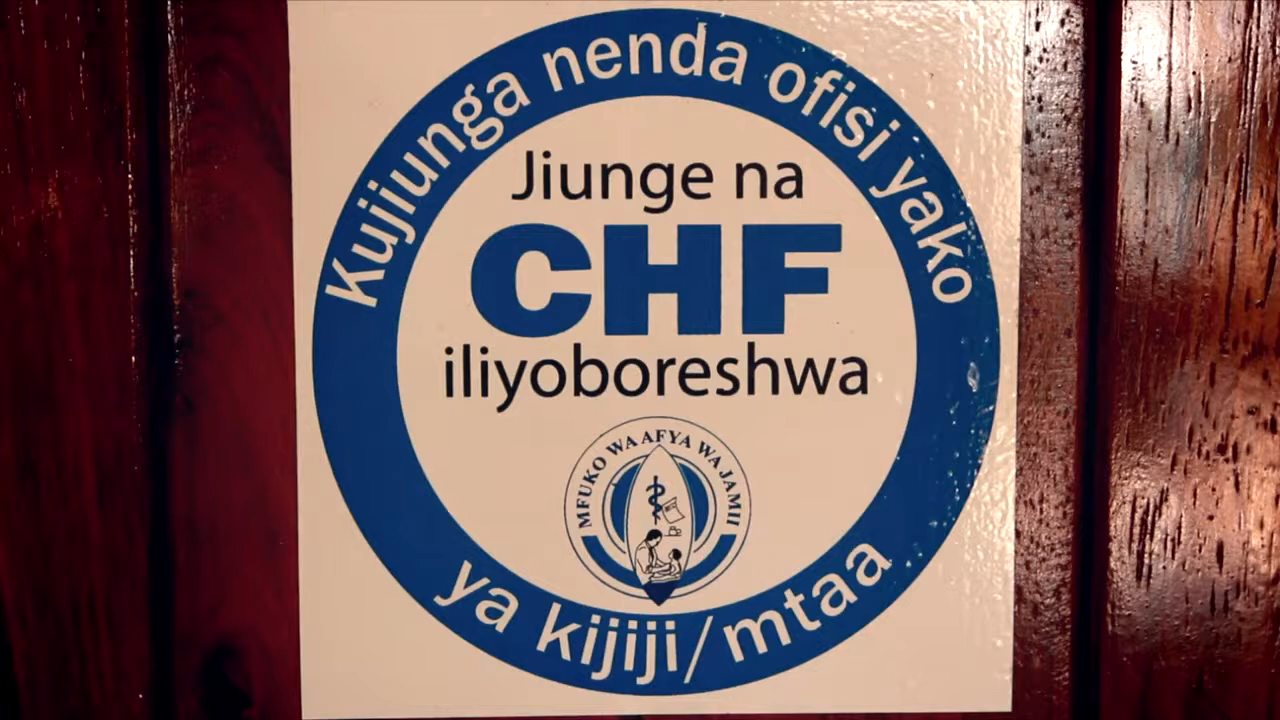 Kujiunga nenda ofisi yako
Jiunge na
CHF
iliyoboreshwa
MFUKO WA AFYA WA JAMII
ya kijiji/mtaa